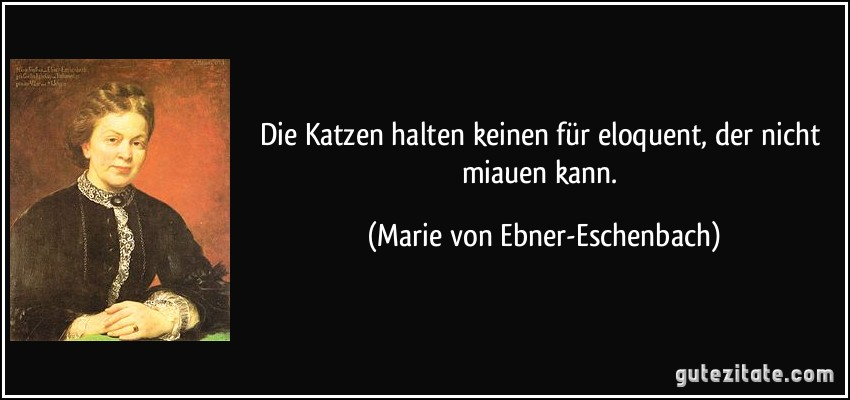 Die Katzen halten keinen für eloquent, der nicht
miauen kann.
(Marie von Ebner-Eschenbach)
gutezitate.com